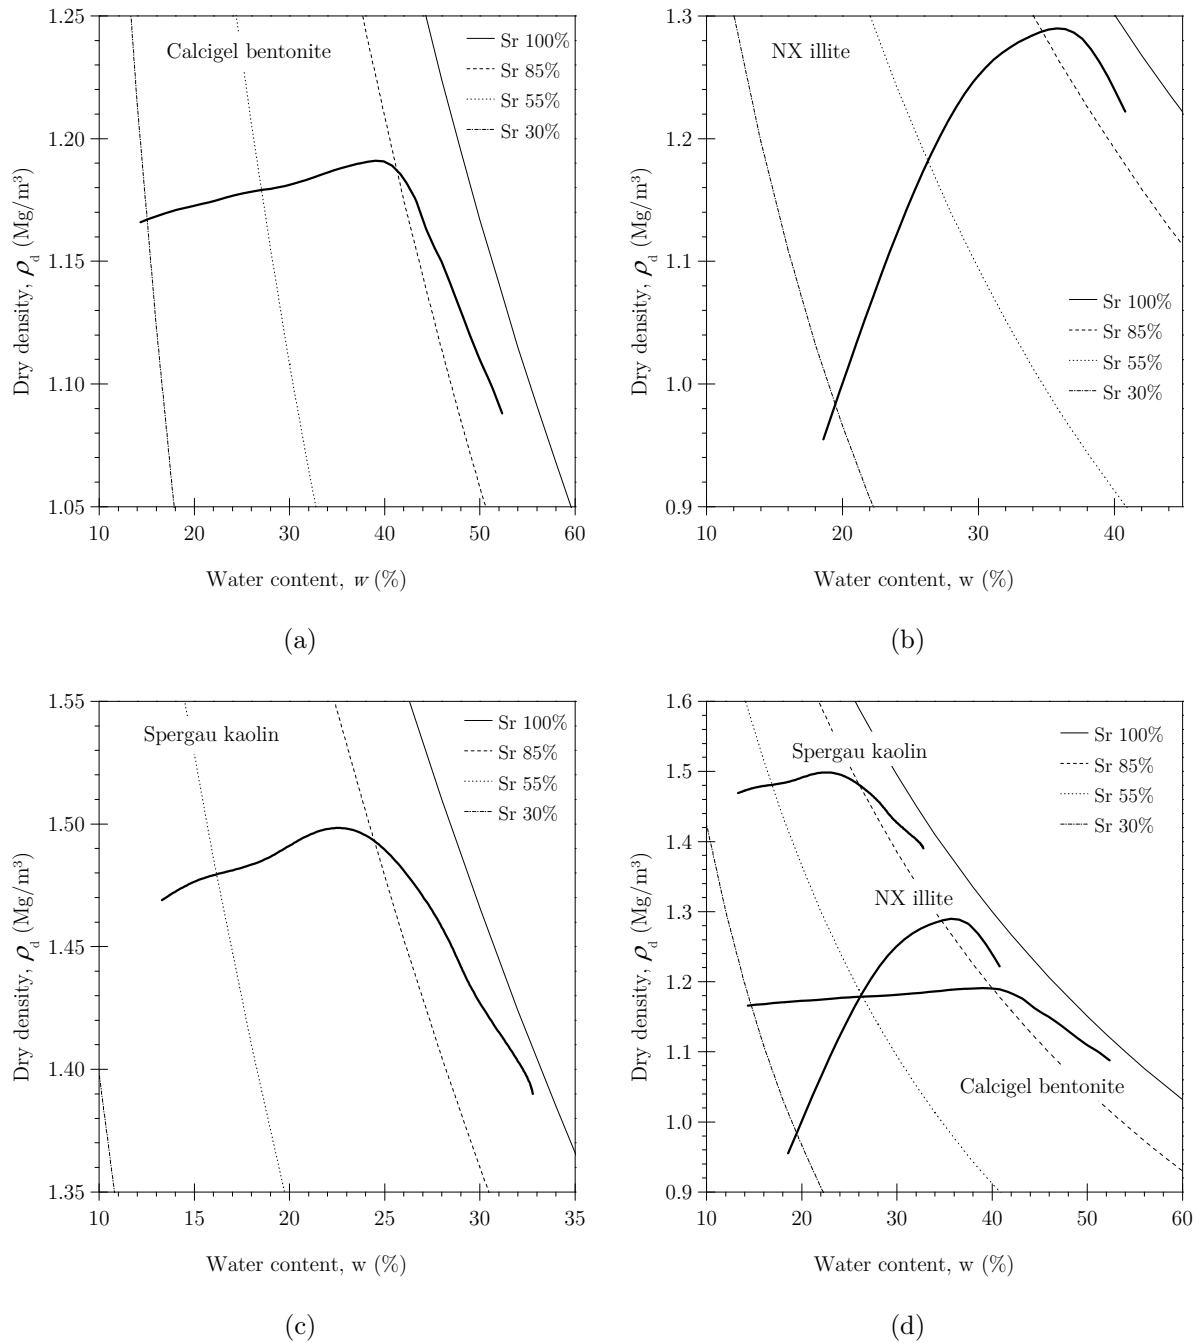 1.25
1.20
1.15
1.10
1.05
Dry density, ρd (Mg/m³)
Calcigel bentonite
Sr 100%
Sr 85%
Sr 55%
Sr 30%
10 20 30 40 50 60
Water content, w (%)
(a)
1.3
1.2
1.1
1.0
0.9
Dry density, ρd (Mg/m³)
NX illite
Sr 100%
Sr 85%
Sr 55%
Sr 30%
10 20 30 40
Water content, w (%)
(b)
1.55
1.50
1.45
1.40
1.35
Dry density, ρd (Mg/m³)
Spergau kaolin
Sr 100%
Sr 85%
Sr 55%
Sr 30%
10 15 20 25 30 35
Water content, w (%)
(c)
1.6
1.5
1.4
1.3
1.2
1.1
1.0
0.9
Dry density, ρd (Mg/m³)
Sr 100%
Sr 85%
Sr 55%
Sr 30%
Spergau kaolin
NX illite
Calcigel bentonite
10 20 30 40 50 60
Water content, w (%)
(d)